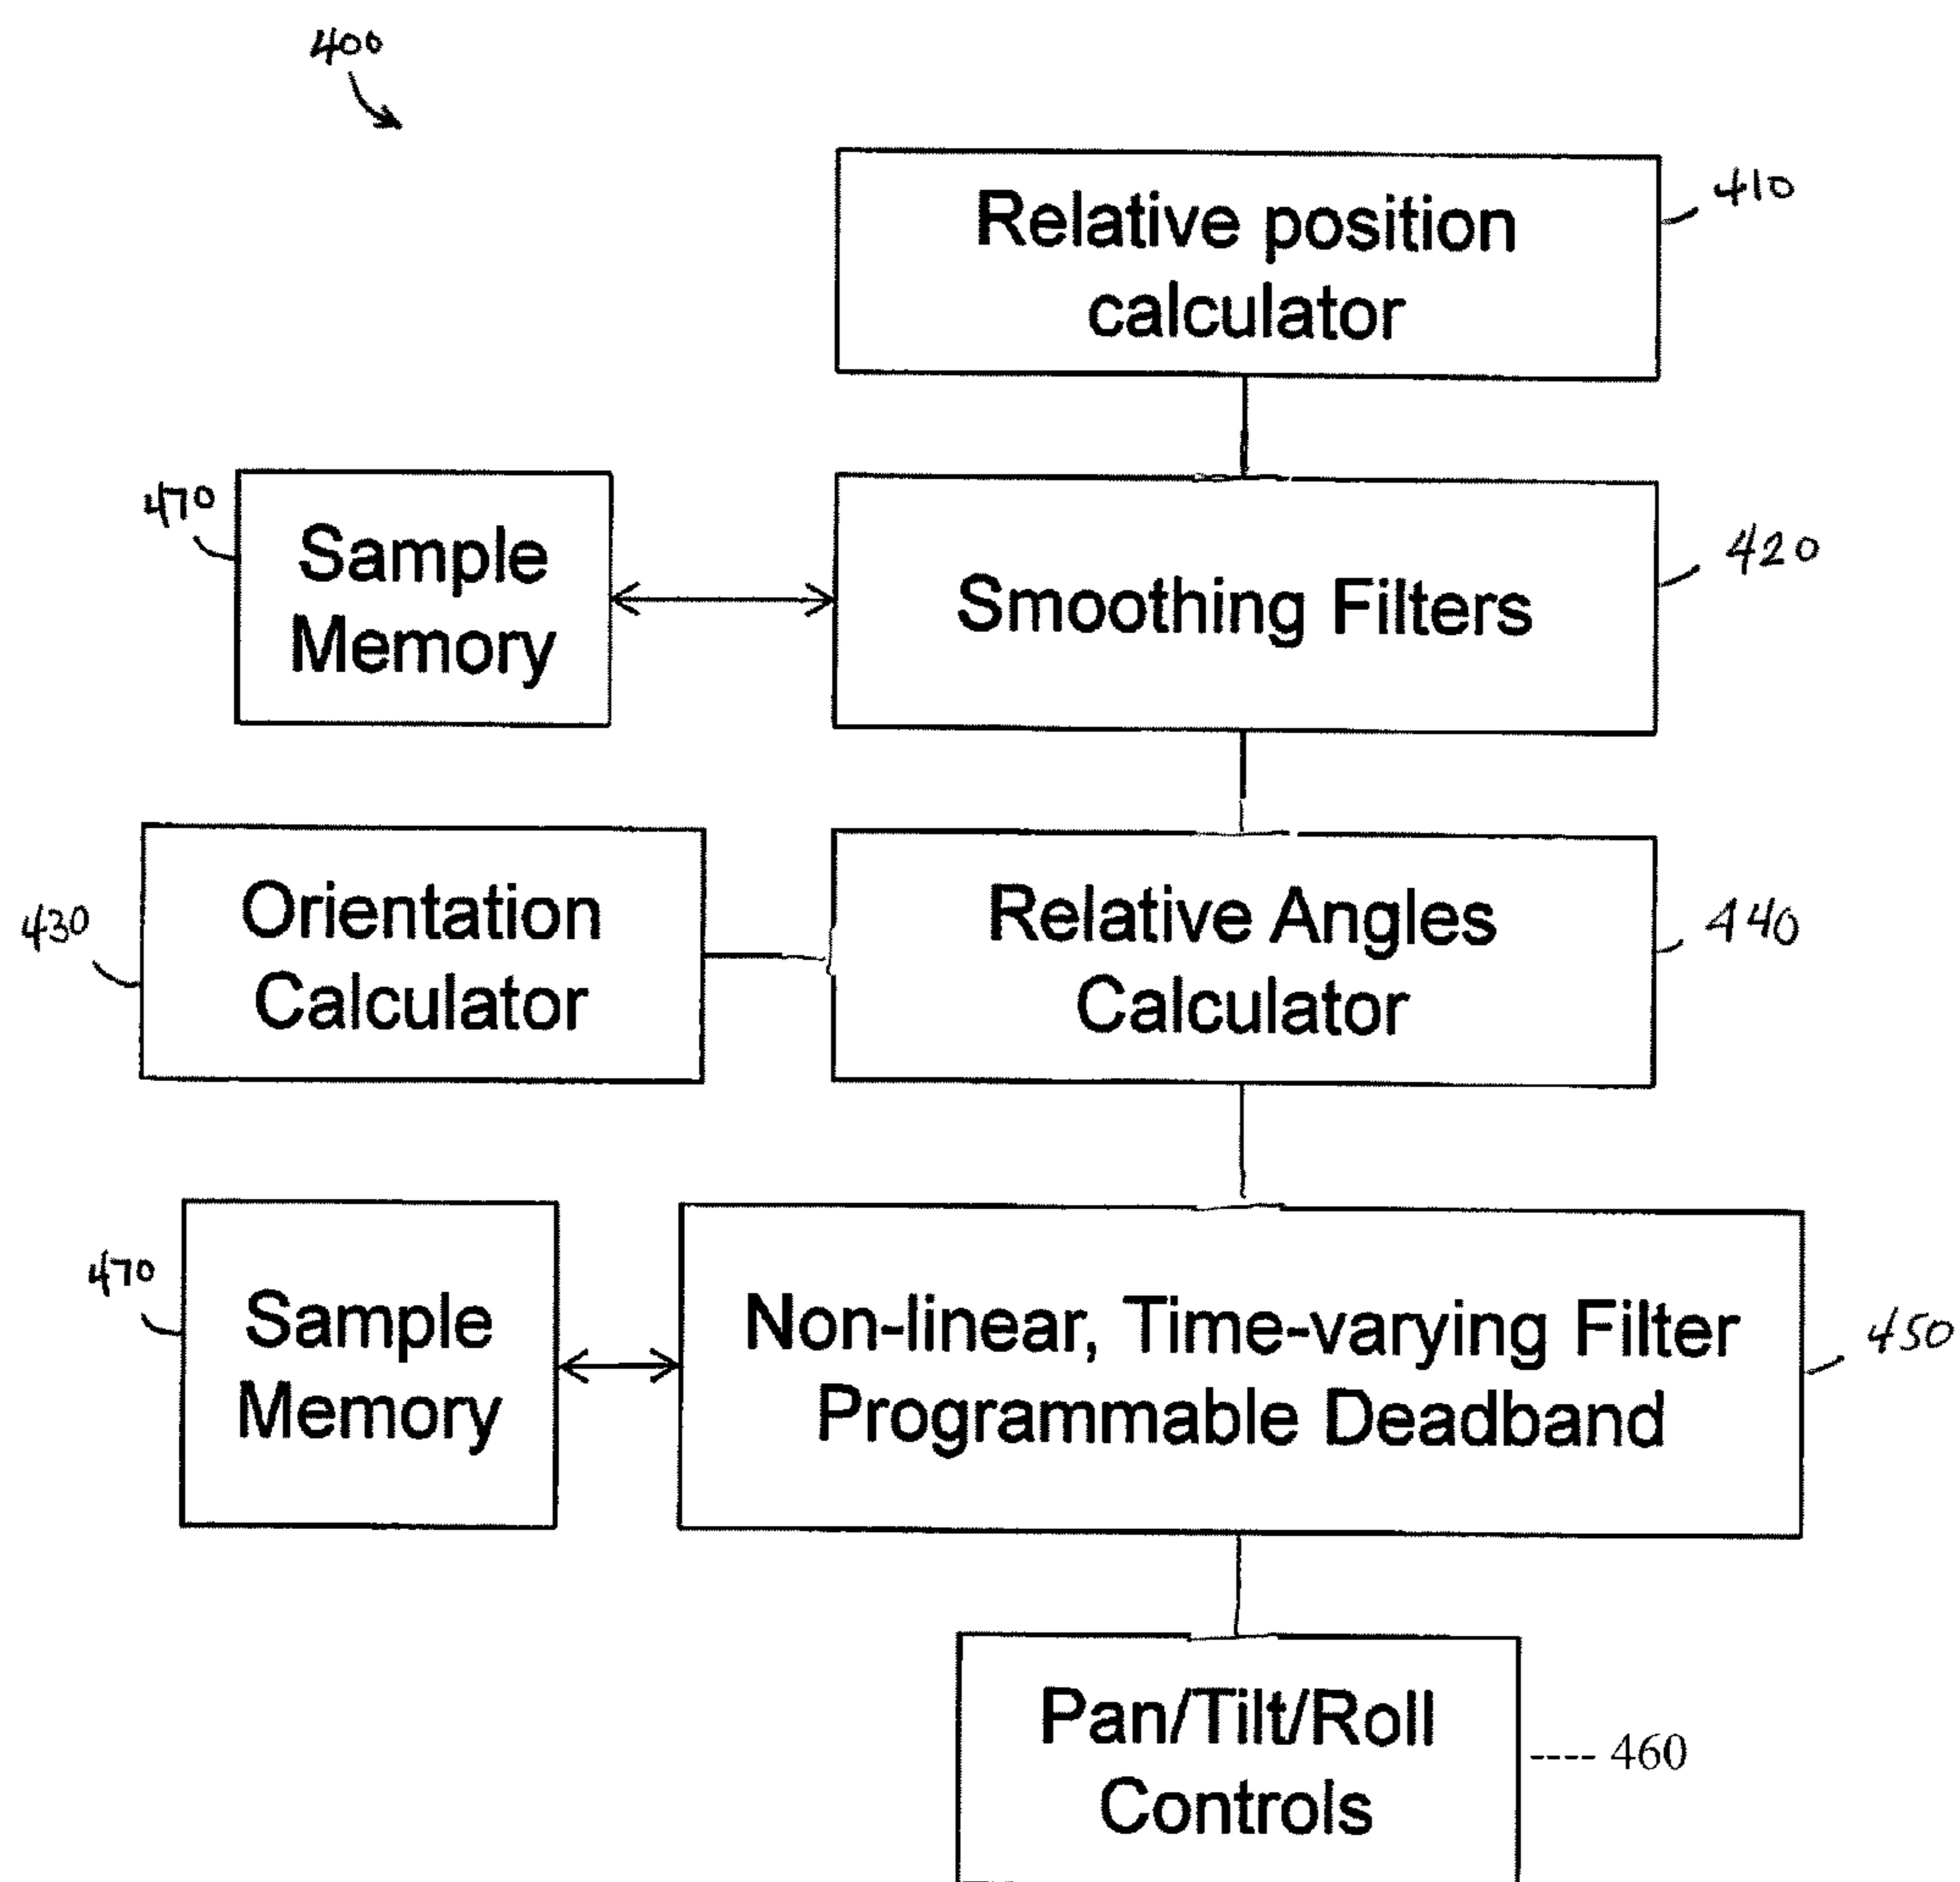 400
Relative position
calculator
410
470
Sample
Memory
Smoothing Filters
420
430
Orientation
Calculator
Relative Angles
Calculator
440
470
Sample
Memory
Non-linear, Time-varying Filter
Programmable Deadband
450
Pan/Tilt/Roll
Controls
---- 460